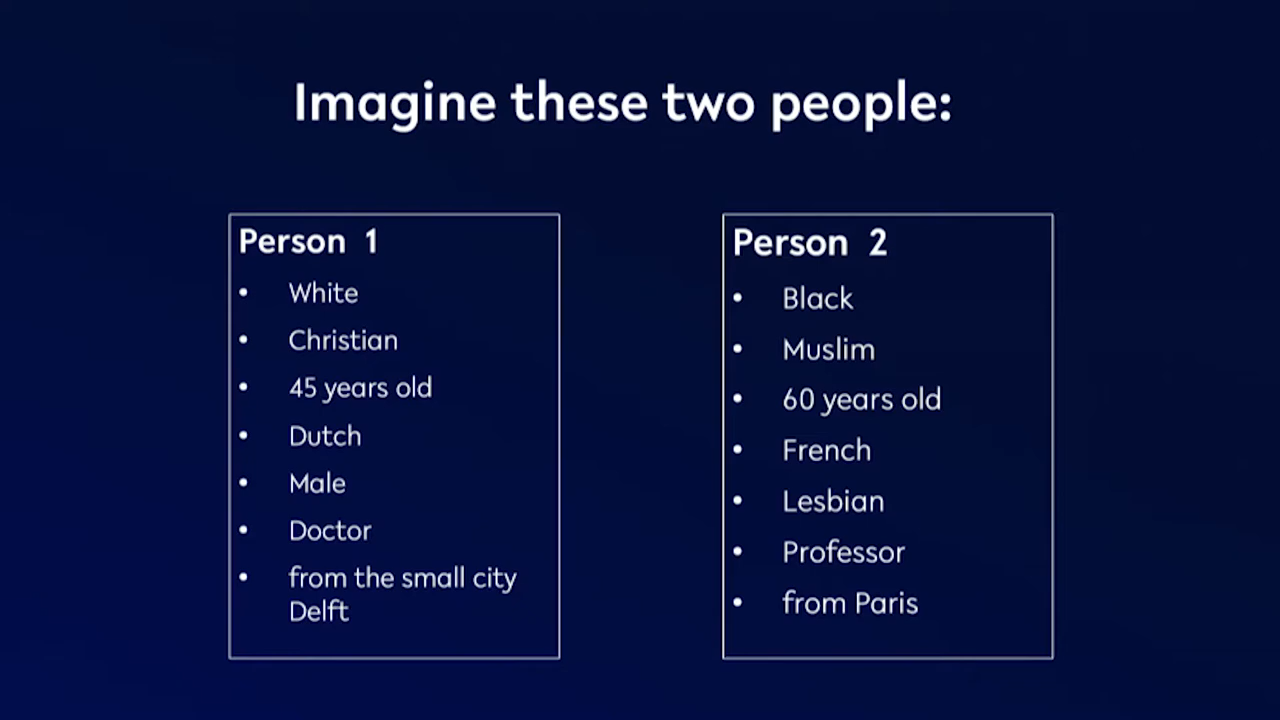 Imagine these two people:
Person 1
• White
• Christian
• 45 years old
• Dutch
• Male
• Doctor
• from the small city
Delft
Person 2
• Black
• Muslim
• 60 years old
• French
• Lesbian
• Professor
• from Paris